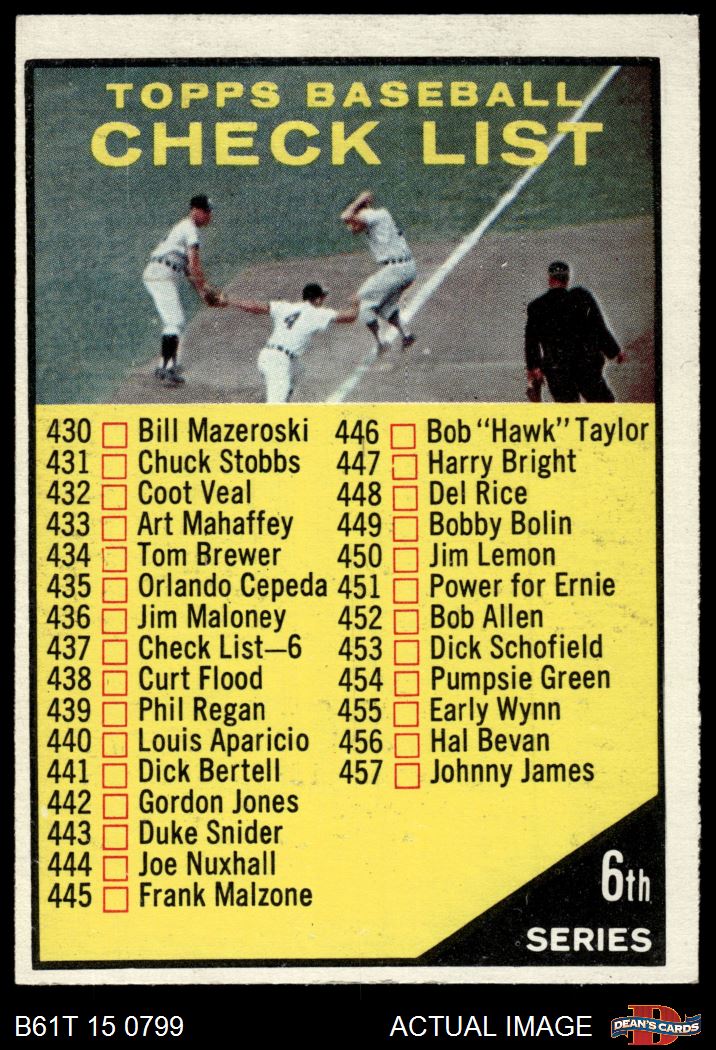 TOPPS BASEBALL
CHECK LIST
4
430 Bill Mazeroski
431 Chuck Stobbs
432 Coot Veal
433 Art Mahaffey
434 Tom Brewer
435 Orlando Cepeda
436 Jim Maloney
437 Check List—6
438 Curt Flood
439 Phil Regan
440 Louis Aparicio
441 Dick Bertell
442 Gordon Jones
443 Duke Snider
444 Joe Nuxhall
445 Frank Malzone
446 Bob "Hawk" Taylor
447 Harry Bright
448 Del Rice
449 Bobby Bolin
450 Jim Lemon
451 Power for Ernie
452 Bob Allen
453 Dick Schofield
454 Pumpsie Green
455 Early Wynn
456 Hal Bevan
457 Johnny James
6th
SERIES
B61T 15 0799
ACTUAL IMAGE
D
DEAN'S CARDS